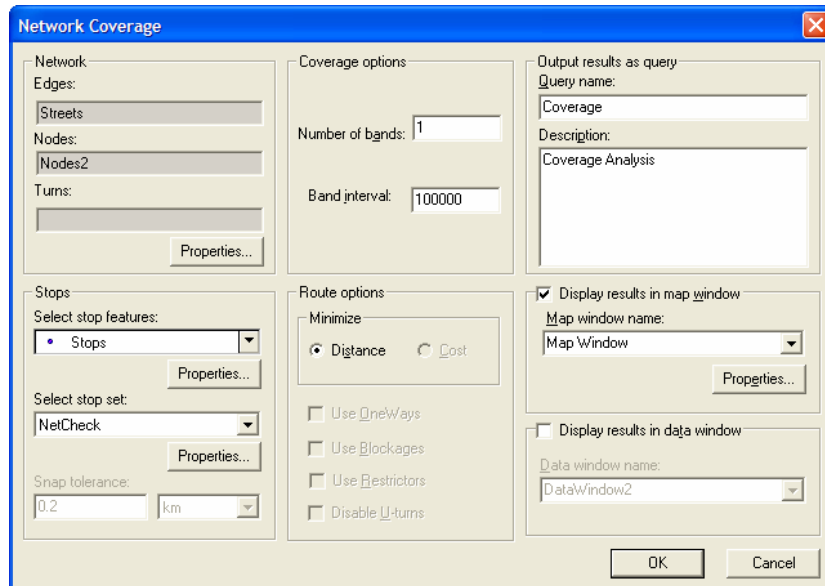 Network Coverage
Network
Edges:
Streets
Nodes:
Nodes2
Turns:
Properties...
Coverage options
Number of bands:
1
Band interval:
100000
Output results as query
Query name:
Coverage
Description:
Coverage Analysis
Stops
Select stop features:
Stops
Properties...
Select stop set:
NetCheck
Properties...
Snap tolerance:
0.2
km
Route options
Minimize
Distance
Cost
Use OneWays
Use Blockages
Use Restrictors
Disable U-turns
Display results in map window
Map window name:
Map Window
Properties...
Display results in data window
Data window name:
DataWindow2
OK
Cancel